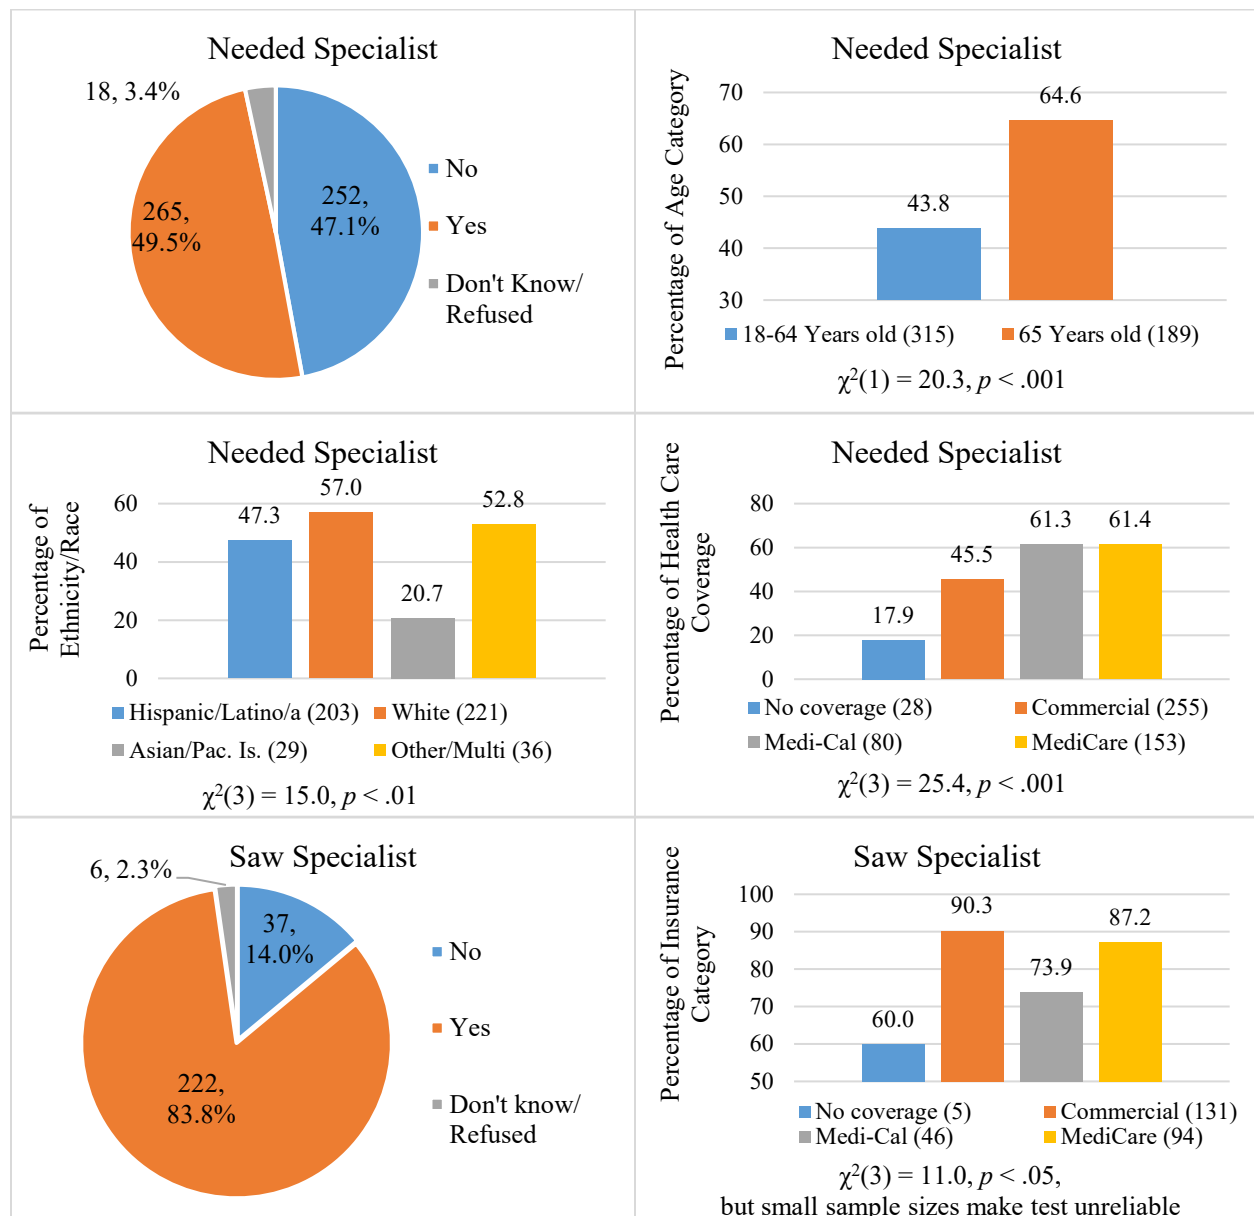 Needed Specialist
18, 3.4%
252,
47.1%
265,
49.5%
No
Yes
Don't Know/
Refused
Needed Specialist
Percentage of Age Category
70
60
50
40
30
43.8
64.6
18-64 Years old (315)
65 Years old (189)
χ²(1) = 20.3, p < .001
Needed Specialist
Percentage of
Ethnicity/Race
60
40
20
0
47.3
57.0
20.7
52.8
Hispanic/Latino/a (203)
White (221)
Asian/Pac. Is. (29)
Other/Multi (36)
χ²(3) = 15.0, p < .01
Needed Specialist
Percentage of Health Care
Coverage
80
60
40
20
0
17.9
45.5
61.3
61.4
No coverage (28)
Commercial (255)
Medi-Cal (80)
MediCare (153)
χ²(3) = 25.4, p < .001
Saw Specialist
6, 2.3%
37,
14.0%
222,
83.8%
No
Yes
Don't know/
Refused
Saw Specialist
Percentage of Insurance
Category
100
90
80
70
60
50
60.0
90.3
73.9
87.2
No coverage (5)
Commercial (131)
Medi-Cal (46)
MediCare (94)
χ²(3) = 11.0, p < .05,
but small sample sizes make test unreliable